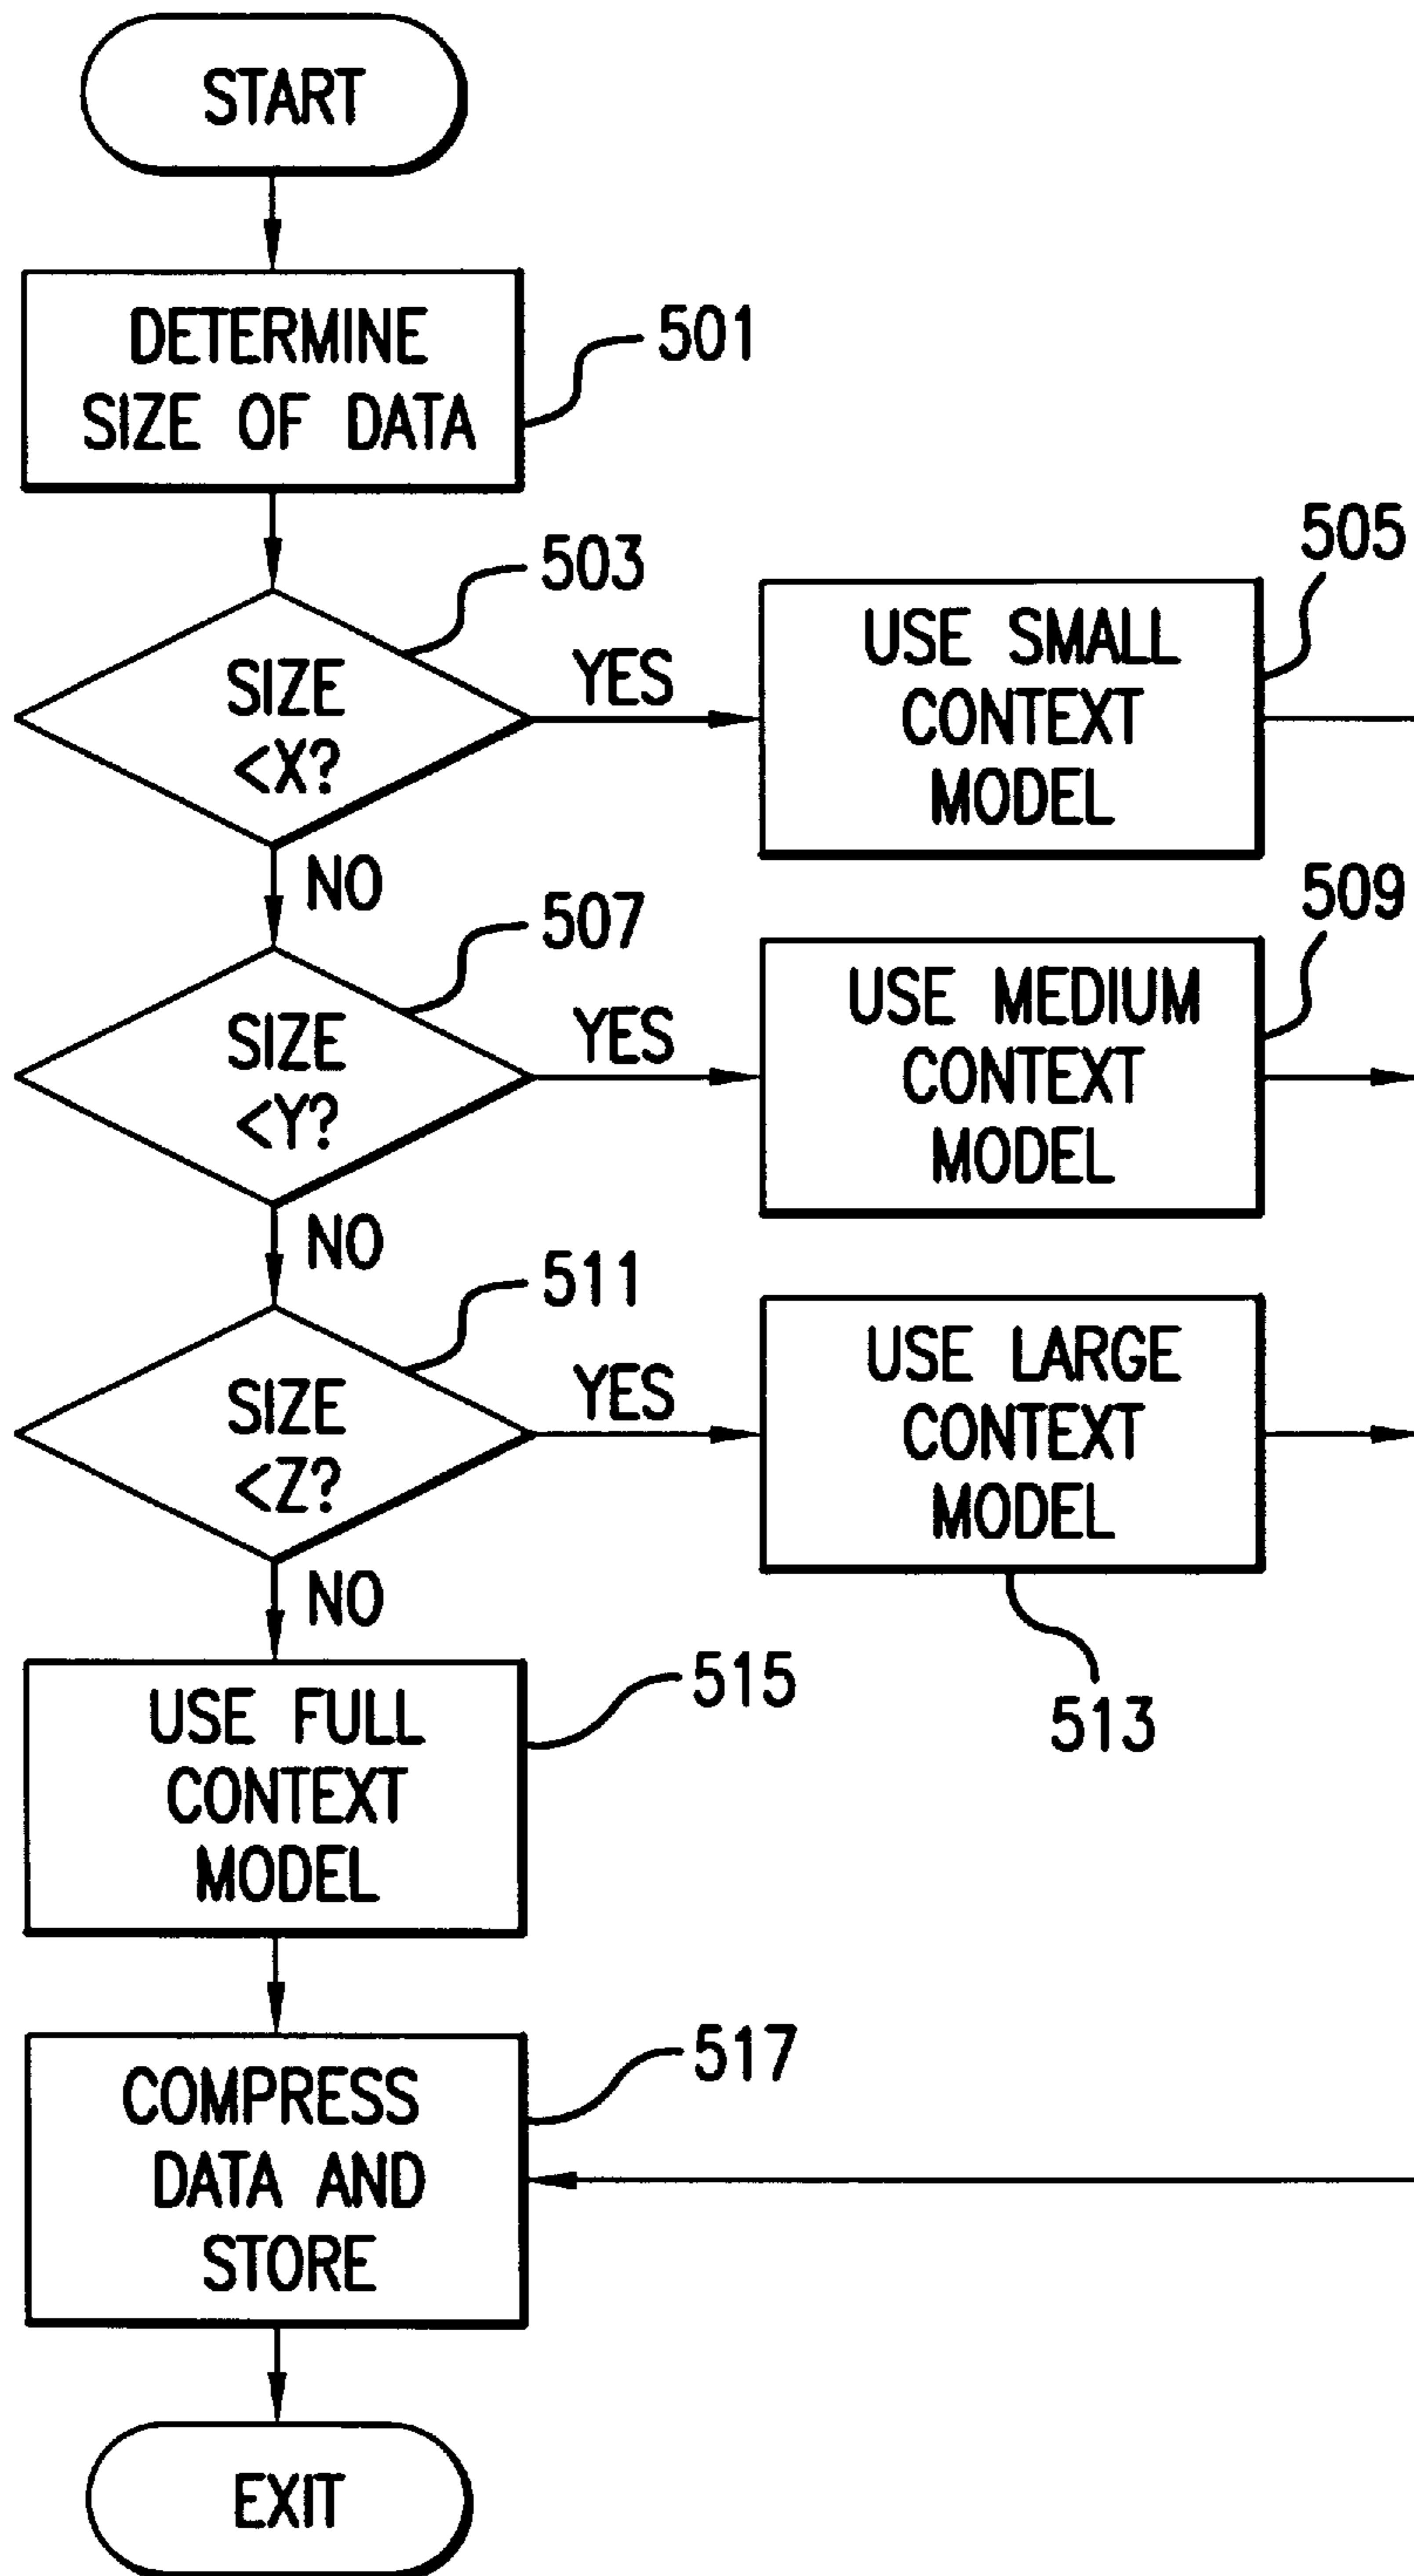 START
DETERMINE
SIZE OF DATA
501
503
SIZE
<X?
YES
USE SMALL
CONTEXT
MODEL
505
NO
507
SIZE
<Y?
YES
USE MEDIUM
CONTEXT
MODEL
509
NO
511
SIZE
<Z?
YES
USE LARGE
CONTEXT
MODEL
513
NO
USE FULL
CONTEXT
MODEL
515
COMPRESS
DATA AND
STORE
517
EXIT